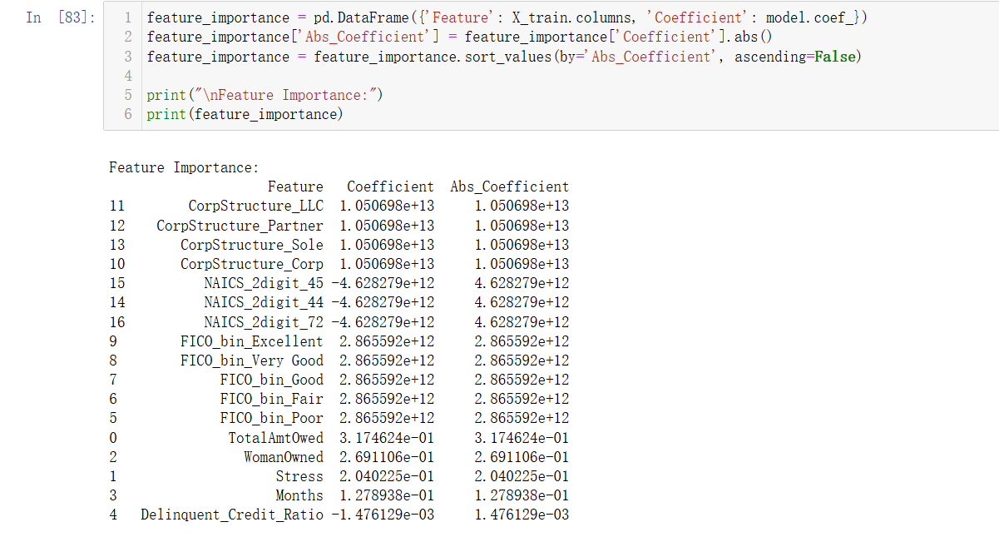 In [83]:
1 feature_importance = pd.DataFrame({'Feature': X_train.columns, 'Coefficient': model.coef_})
2 feature_importance['Abs_Coefficient'] = feature_importance['Coefficient'].abs()
3 feature_importance = feature_importance.sort_values(by='Abs_Coefficient', ascending=False)
4
5 print("\nFeature Importance:")
6 print(feature_importance)
Feature Importance:
Feature Coefficient Abs_Coefficient
11 CorpStructure_LLC 1.050698e+13 1.050698e+13
12 CorpStructure_Partner 1.050698e+13 1.050698e+13
13 CorpStructure_Sole 1.050698e+13 1.050698e+13
10 CorpStructure_Corp 1.050698e+13 1.050698e+13
15 NAICS_2digit_45 -4.628279e+12 4.628279e+12
14 NAICS_2digit_44 -4.628279e+12 4.628279e+12
16 NAICS_2digit_72 -4.628279e+12 4.628279e+12
9 FICO_bin_Excellent 2.865592e+12 2.865592e+12
8 FICO_bin_Very Good 2.865592e+12 2.865592e+12
7 FICO_bin_Good 2.865592e+12 2.865592e+12
6 FICO_bin_Fair 2.865592e+12 2.865592e+12
5 FICO_bin_Poor 2.865592e+12 2.865592e+12
0 TotalAmtOwed 3.174624e-01 3.174624e-01
2 WomanOwned 2.691106e-01 2.691106e-01
1 Stress 2.040225e-01 2.040225e-01
3 Months 1.278938e-01 1.278938e-01
4 Delinquent_Credit_Ratio -1.476129e-03 1.476129e-03